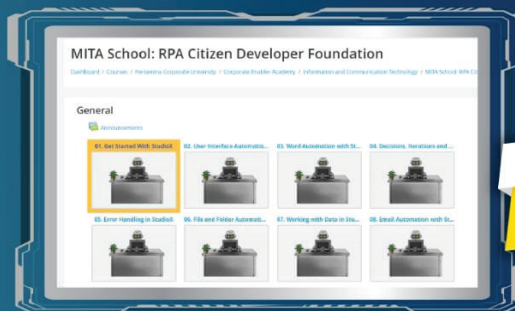 MITA School: RPA Citizen Developer Foundation
Dashboard / Courses / Pertamina Corporate University / Corporate Enabler Academy / Information and Communication Technology / MITA School: RPA
General
Announcements
01. Get Started With StudioX
02. User Interface Automatio...
03. Word Automation with St...
04. Decisions, Iterations and ...
05. Error Handling in StudioX
06. File and Folder Automati...
07. Working with Data in Stu...
08. Email Automation with St...